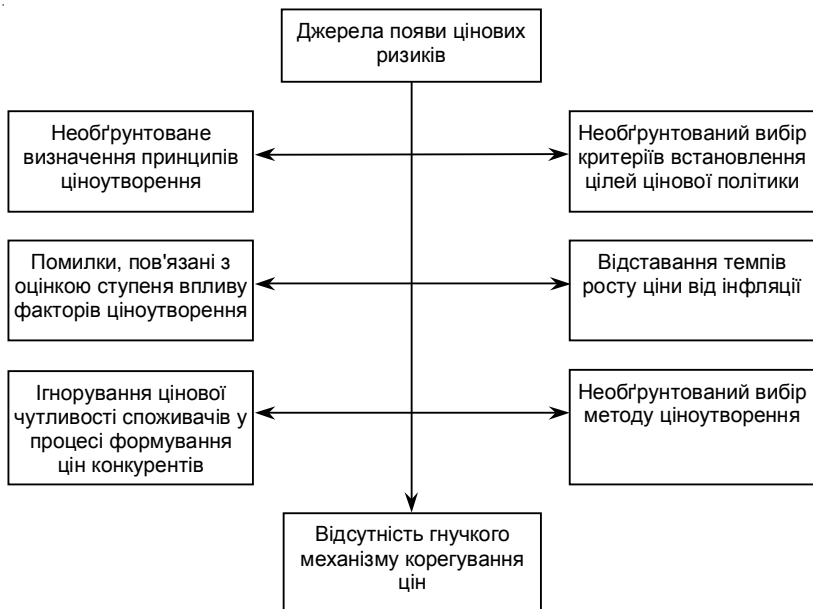 Джерела появи цінових
ризиків
Необґрунтоване
визначення принципів
ціноутворення
Необґрунтований вибір
критеріїв встановлення
цілей цінової політики
Помилки, пов'язані з
оцінкою ступеня впливу
факторів ціноутворення
Відставання темпів
росту ціни від інфляції
Ігнорування цінової
чутливості споживачів у
процесі формування
цін конкурентів
Необґрунтований вибір
методу ціноутворення
Відсутність гнучкого
механізму корегування
цін